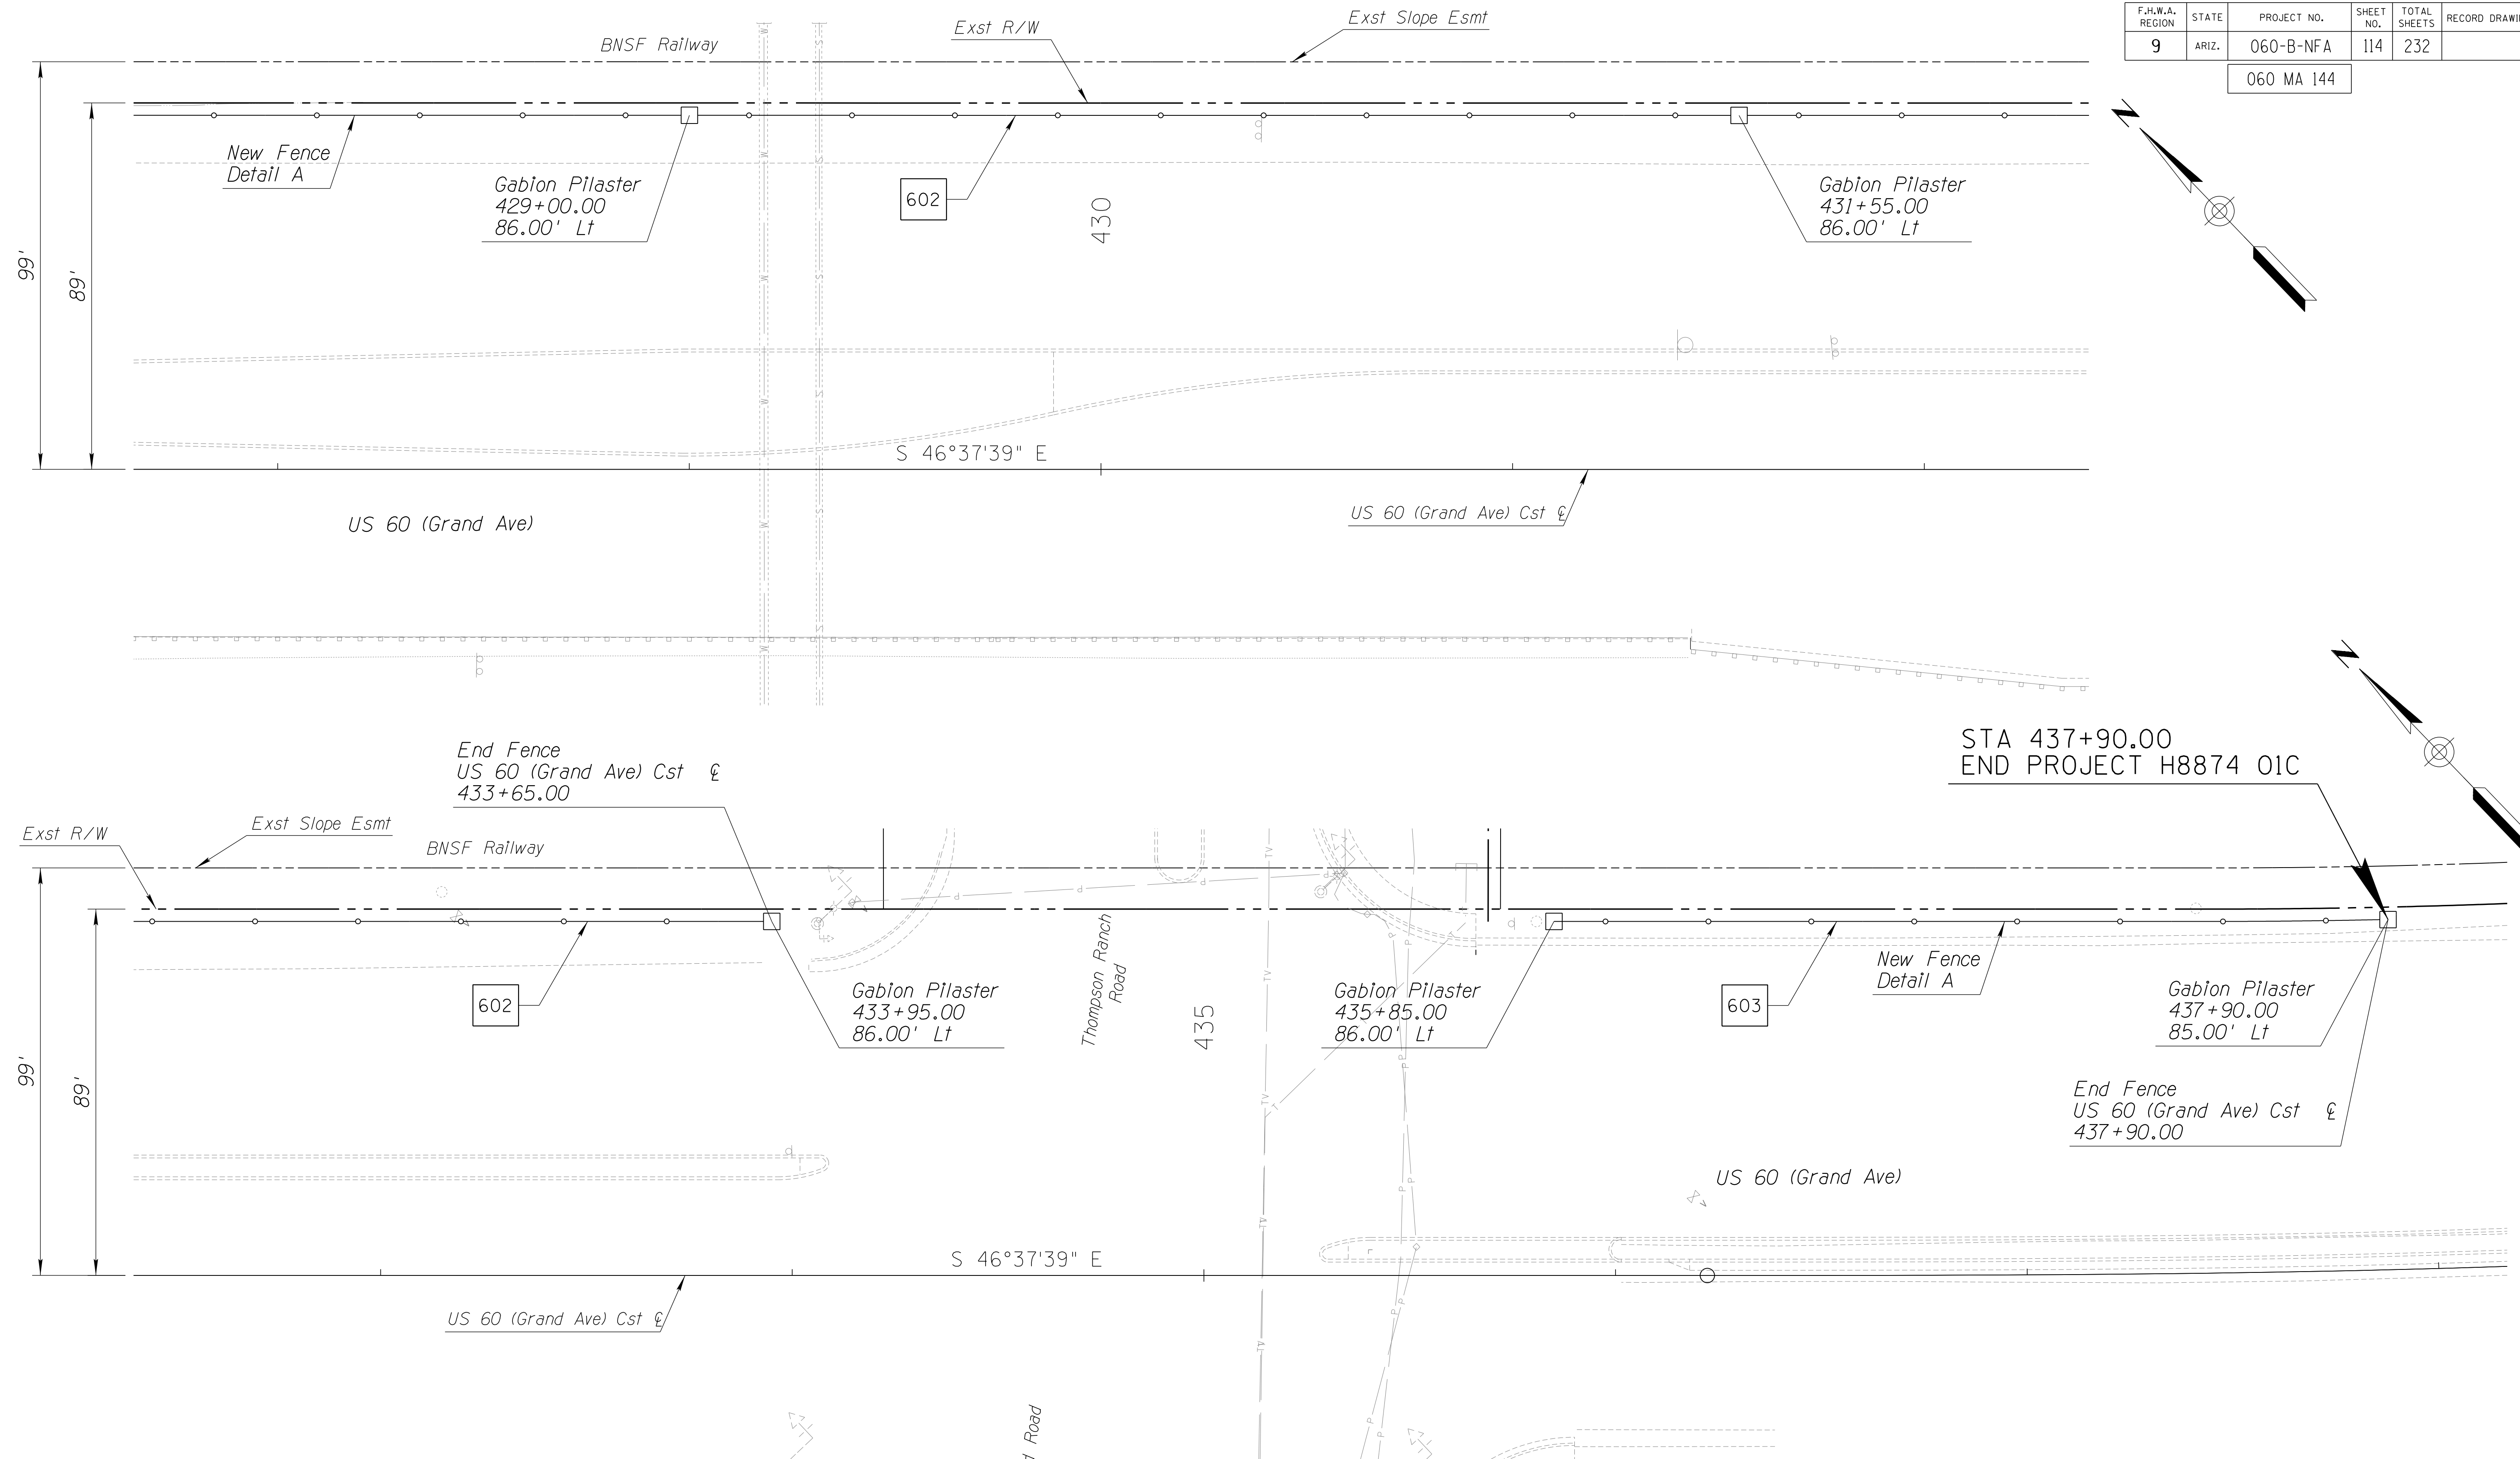 F.H.W.A. REGION
STATE
PROJECT NO.
SHEET NO.
TOTAL SHEETS
9
ARIZ.
060-B-NFA
114
232
060 MA 144
Exst R/W
Exst Slope Esmt
BNSF Railway
N
New Fence
Detail A
Gabion Pilaster
429+00.00
86.00' Lt
602
430
Gabion Pilaster
431+55.00
86.00' Lt
99'
89'
S 46°37'39" E
US 60 (Grand Ave)
US 60 (Grand Ave) Cst ℄
N
End Fence
US 60 (Grand Ave) Cst ℄
433+65.00
STA 437+90.00
END PROJECT H8874 01C
Exst R/W
Exst Slope Esmt
BNSF Railway
602
Gabion Pilaster
433+95.00
86.00' Lt
Thompson Ranch
Road
435
Gabion Pilaster
435+85.00
86.00' Lt
603
New Fence
Detail A
Gabion Pilaster
437+90.00
85.00' Lt
99'
89'
End Fence
US 60 (Grand Ave) Cst ℄
437+90.00
US 60 (Grand Ave)
S 46°37'39" E
US 60 (Grand Ave) Cst ℄
Road